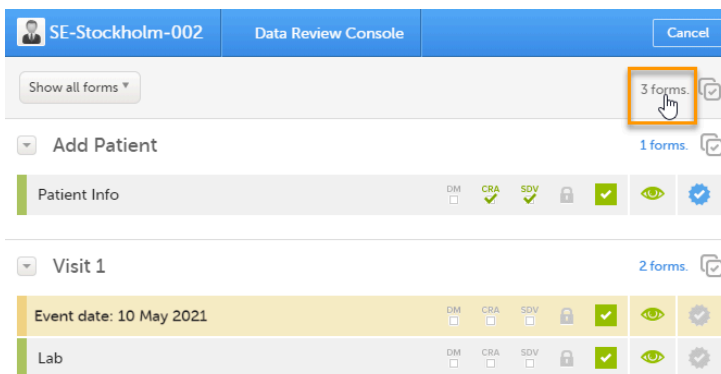 SE-Stockholm-002 Data Review Console Cancel
Show all forms 3 forms.
Add Patient 1 forms.
Patient Info DM CRA SDV
Visit 1 2 forms.
Event date: 10 May 2021 DM CRA SDV
Lab DM CRA SDV